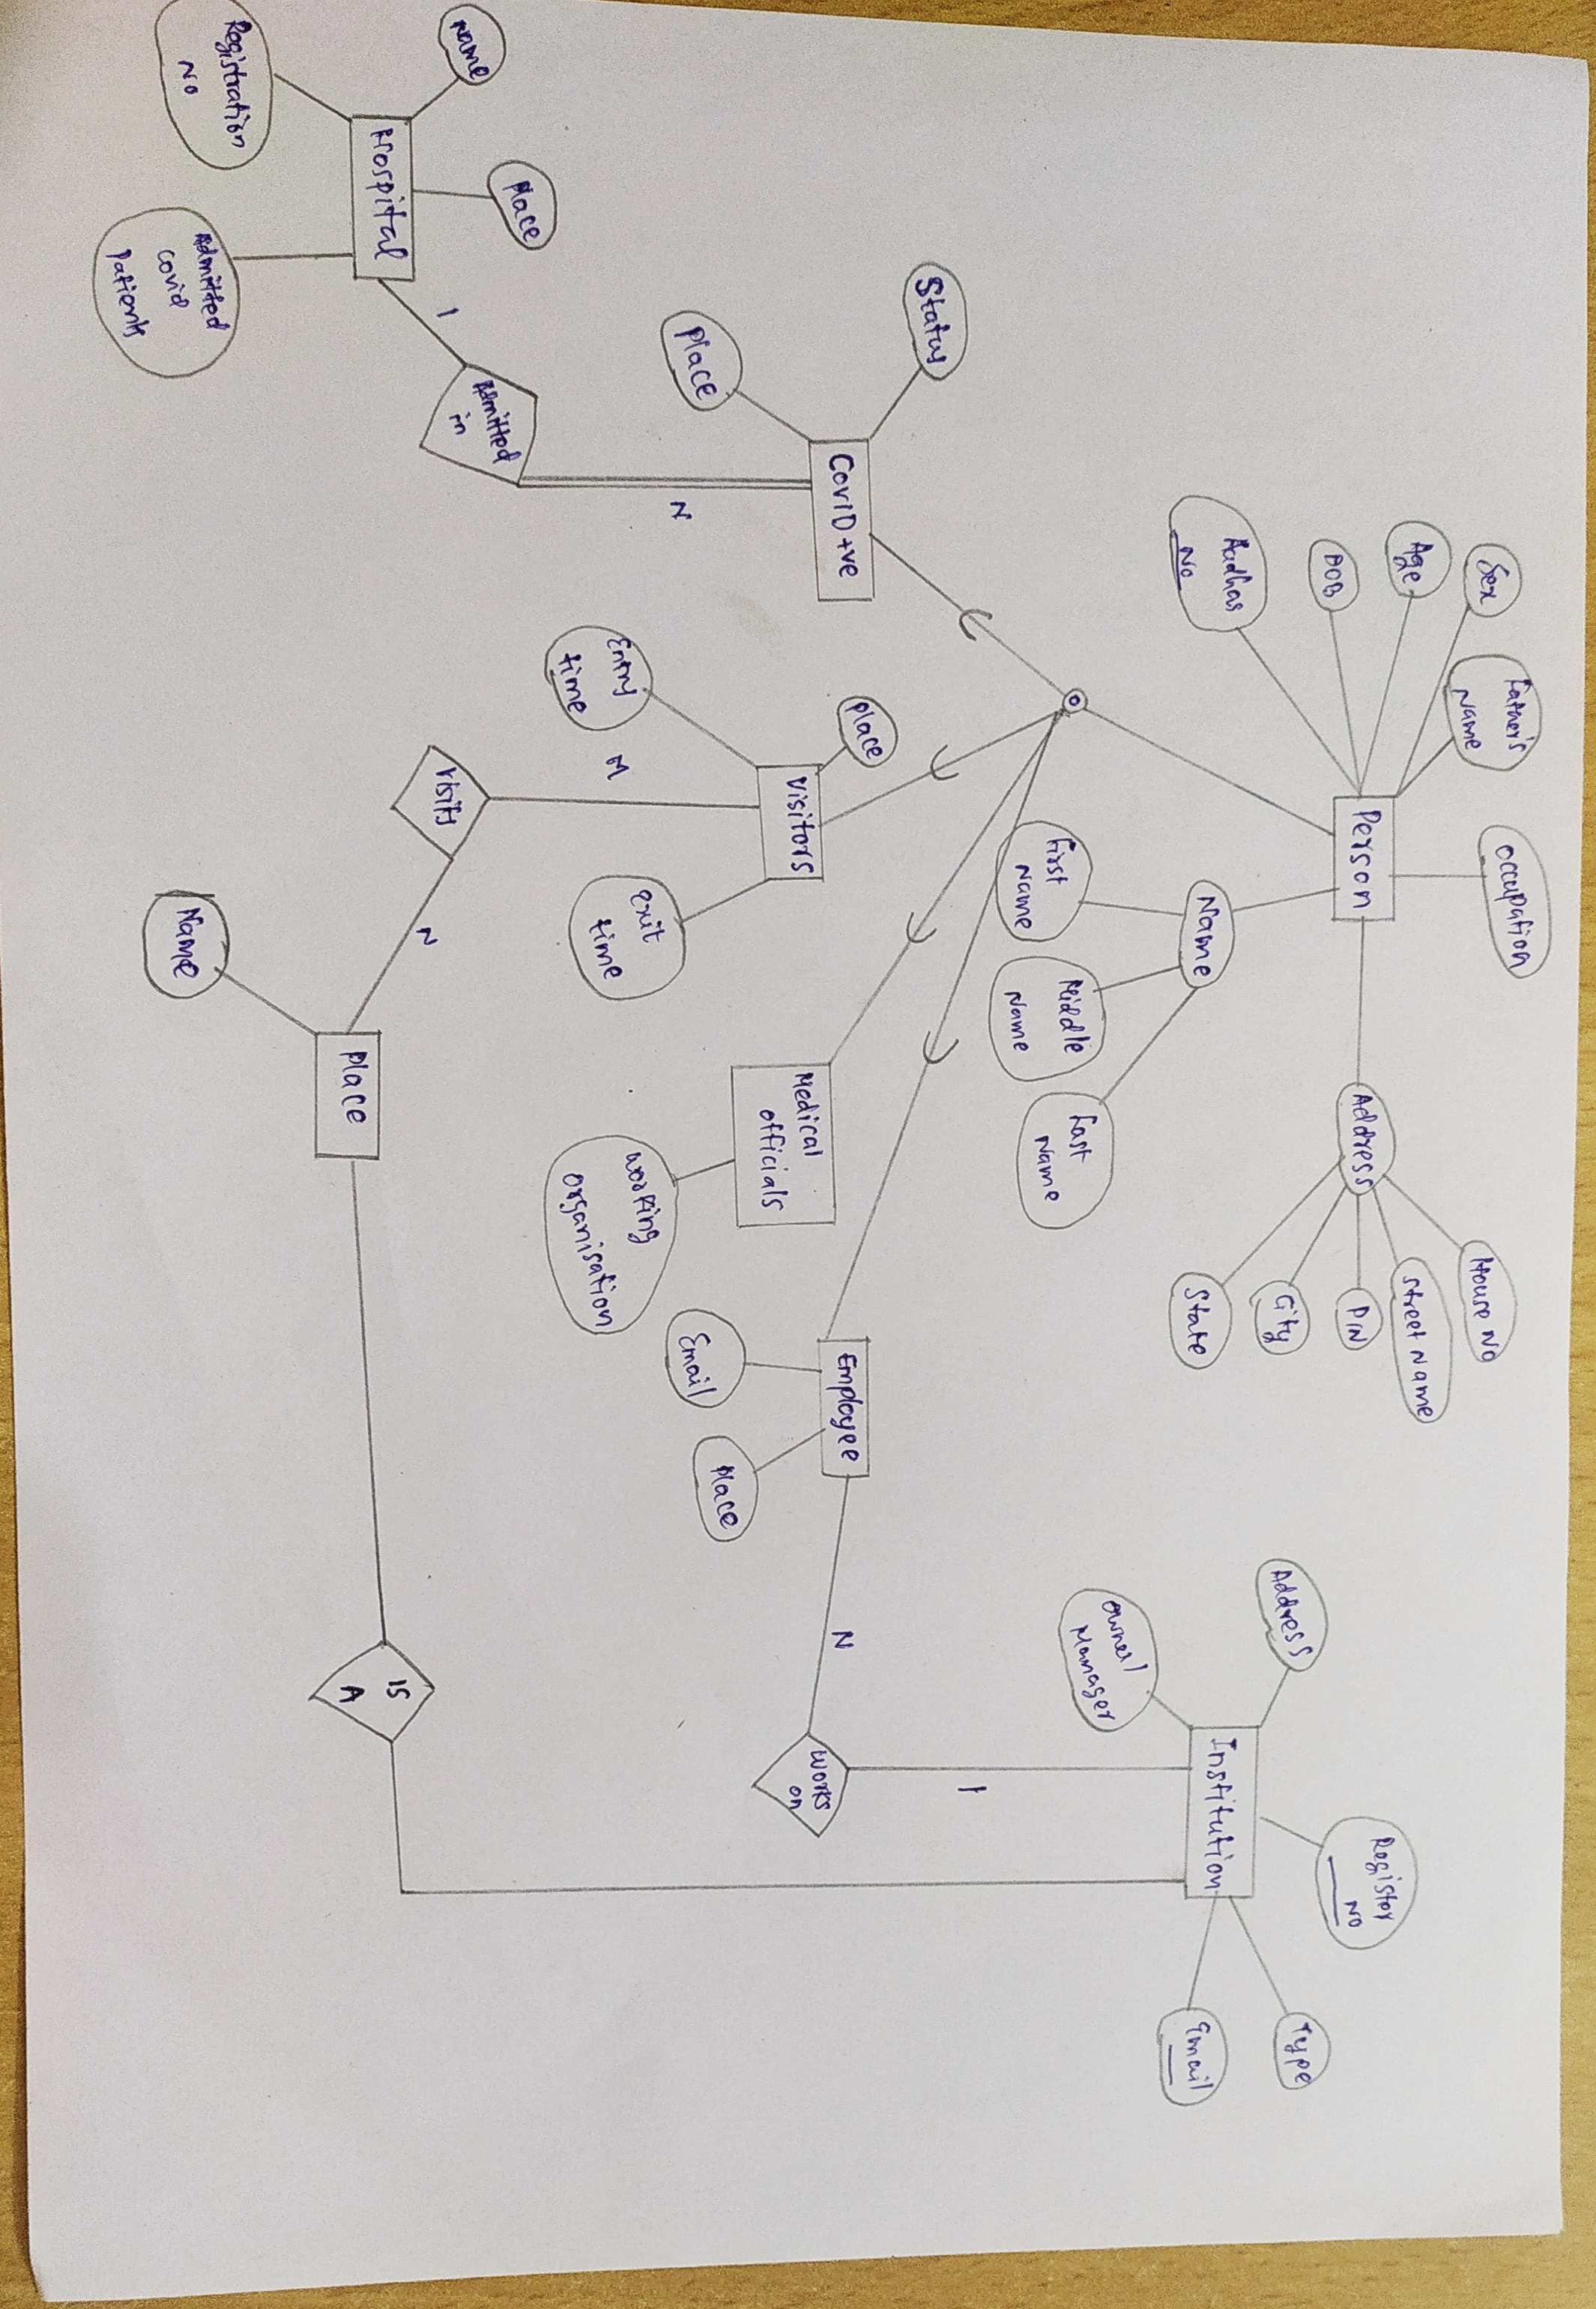 Sex
Age
DOB
Aadhar
No
Father's
Name
Occupation
Person
Name
First
Name
Middle
Name
Last
Name
Address
House No
Street Name
PIN
City
State
Status
Place
CovID+ve
N
Admitted
in
1
Hospital
Name
Place
Registration
No
Admitted
covid
Patients
Place
Visitors
Entry
time
exit
time
M
visits
N
Place
Name
Medical
officials
working
organisation
Employee
Email
Place
N
works
on
1
Institution
Address
Owner/
Manager
Register
No
Type
Email
IS
A